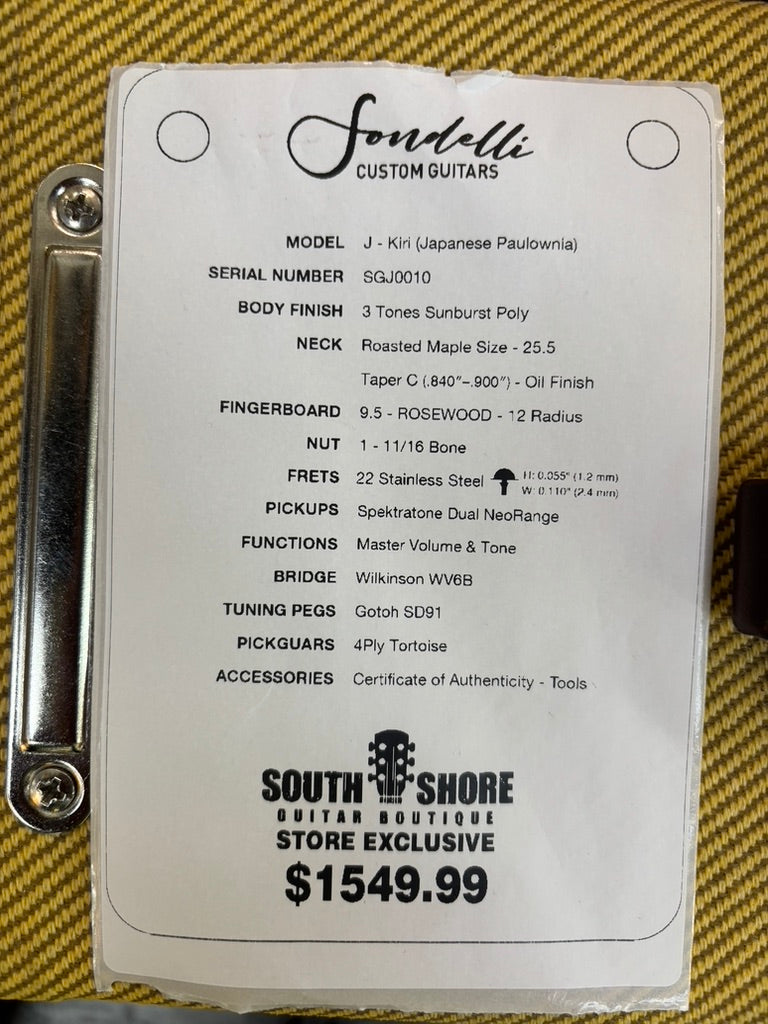 Sondelli
CUSTOM GUITARS
MODEL J - Kiri (Japanese Paulownia)
SERIAL NUMBER SGJ0010
BODY FINISH 3 Tones Sunburst Poly
NECK Roasted Maple Size - 25.5
Taper C (.840”–.900”) - Oil Finish
FINGERBOARD 9.5 - ROSEWOOD - 12 Radius
NUT 1 - 11/16 Bone
FRETS 22 Stainless Steel H: 0.055" (1.2 mm)
W: 0.110" (2.4 mm)
PICKUPS Spektratone Dual NeoRange
FUNCTIONS Master Volume & Tone
BRIDGE Wilkinson WV6B
TUNING PEGS Gotoh SD91
PICKGUARS 4Ply Tortoise
ACCESSORIES Certificate of Authenticity - Tools
SOUTH SHORE
GUITAR BOUTIQUE
STORE EXCLUSIVE
$1549.99